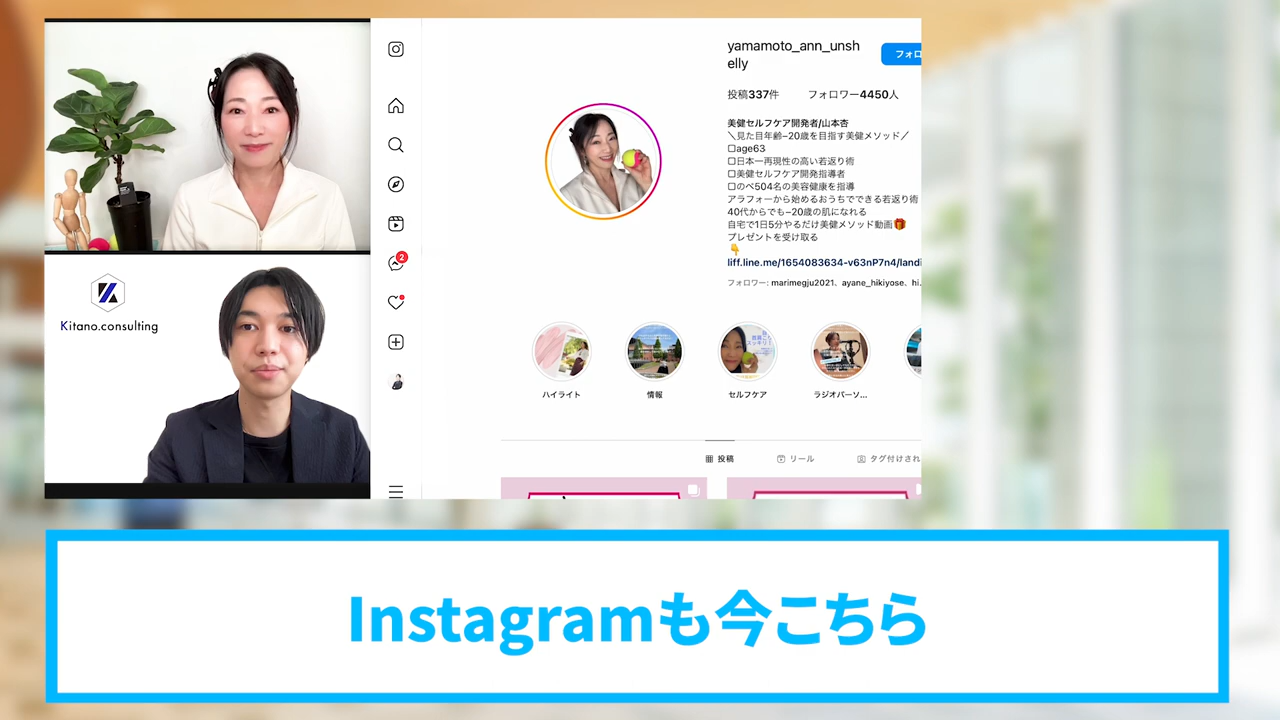 Kitano.consulting
2
yamamoto_ann_unsh
elly
フォロ
投稿337件 フォロワー4450人
美健セルフケア開発者/山本杏
＼見た目年齢−20歳を目指す美健メソッド／
▢age63
▢日本一再現性の高い若返り術
▢美健セルフケア開発指導者
▢のべ504名の美容健康を指導
アラフォーから始めるおうちでできる若返り術
40代からでも−20歳の肌になれる
自宅で1日5分やるだけ美健メソッド動画🎁
プレゼントを受け取る
👇
liff.line.me/1654083634-v63nP7n4/landi
フォロワー: marimegju2021、ayane_hikiyose、hi.
ハイライト 情報 セルフケア ラジオパーソ...
投稿 リール タグ付けされ
Instagramも今こちら